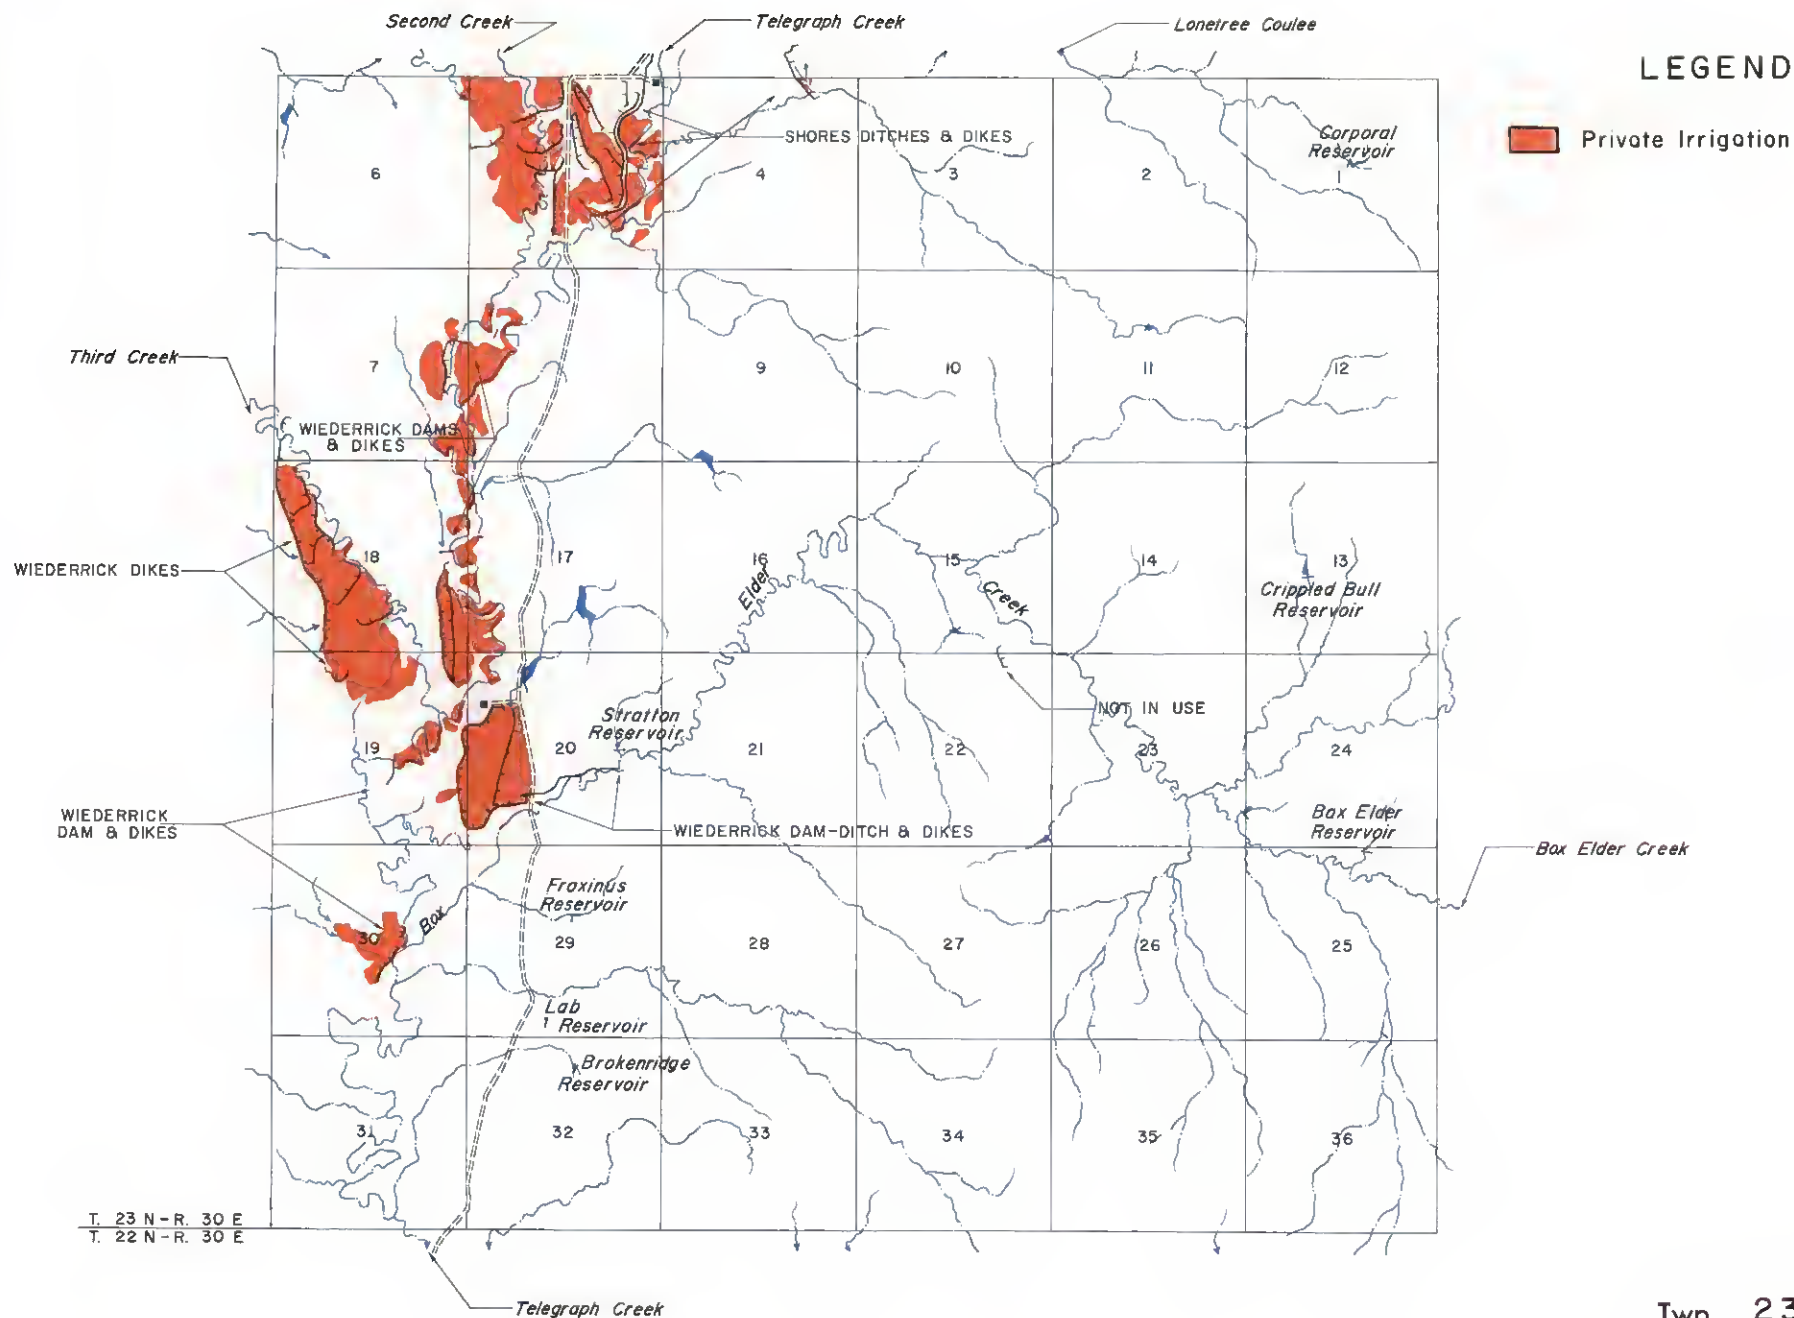 Second Creek
Telegraph Creek
Lonetree Coulee
LEGEND
Private Irrigation
SHORES DITCHES & DIKES
Corporal
Reservoir
6
4
3
2
1
Third Creek
7
9
10
11
12
WIEDERRICK DAMS
& DIKES
WIEDERRICK DIKES
18
17
16
15
14
13
Elder
Creek
Crippled Bull
Reservoir
Stratton
Reservoir
NOT IN USE
19
20
21
22
23
24
WIEDERRICK
DAM & DIKES
WIEDERRICK DAM-DITCH & DIKES
Box Elder
Reservoir
Box Elder Creek
Fraxinus
Reservoir
Box
30
29
28
27
26
25
Lab
Reservoir
Brokenridge
Reservoir
31
32
33
34
35
36
T. 23 N-R. 30 E
T. 22 N-R. 30 E
Telegraph Creek
Twp. 23